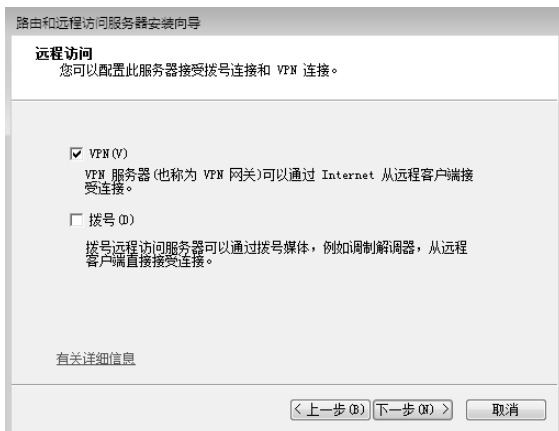 路由和远程访问服务器安装向导
远程访问
您可以配置此服务器接受拨号连接和 VPN 连接。
VPN(V)
VPN 服务器(也称为 VPN 网关)可以通过 Internet 从远程客户端接
受连接。
拨号(D)
拨号远程访问服务器可以通过拨号媒体，例如调制解调器，从远程
客户端直接接受连接。
有关详细信息
< 上一步(B) 下一步(N) > 取消